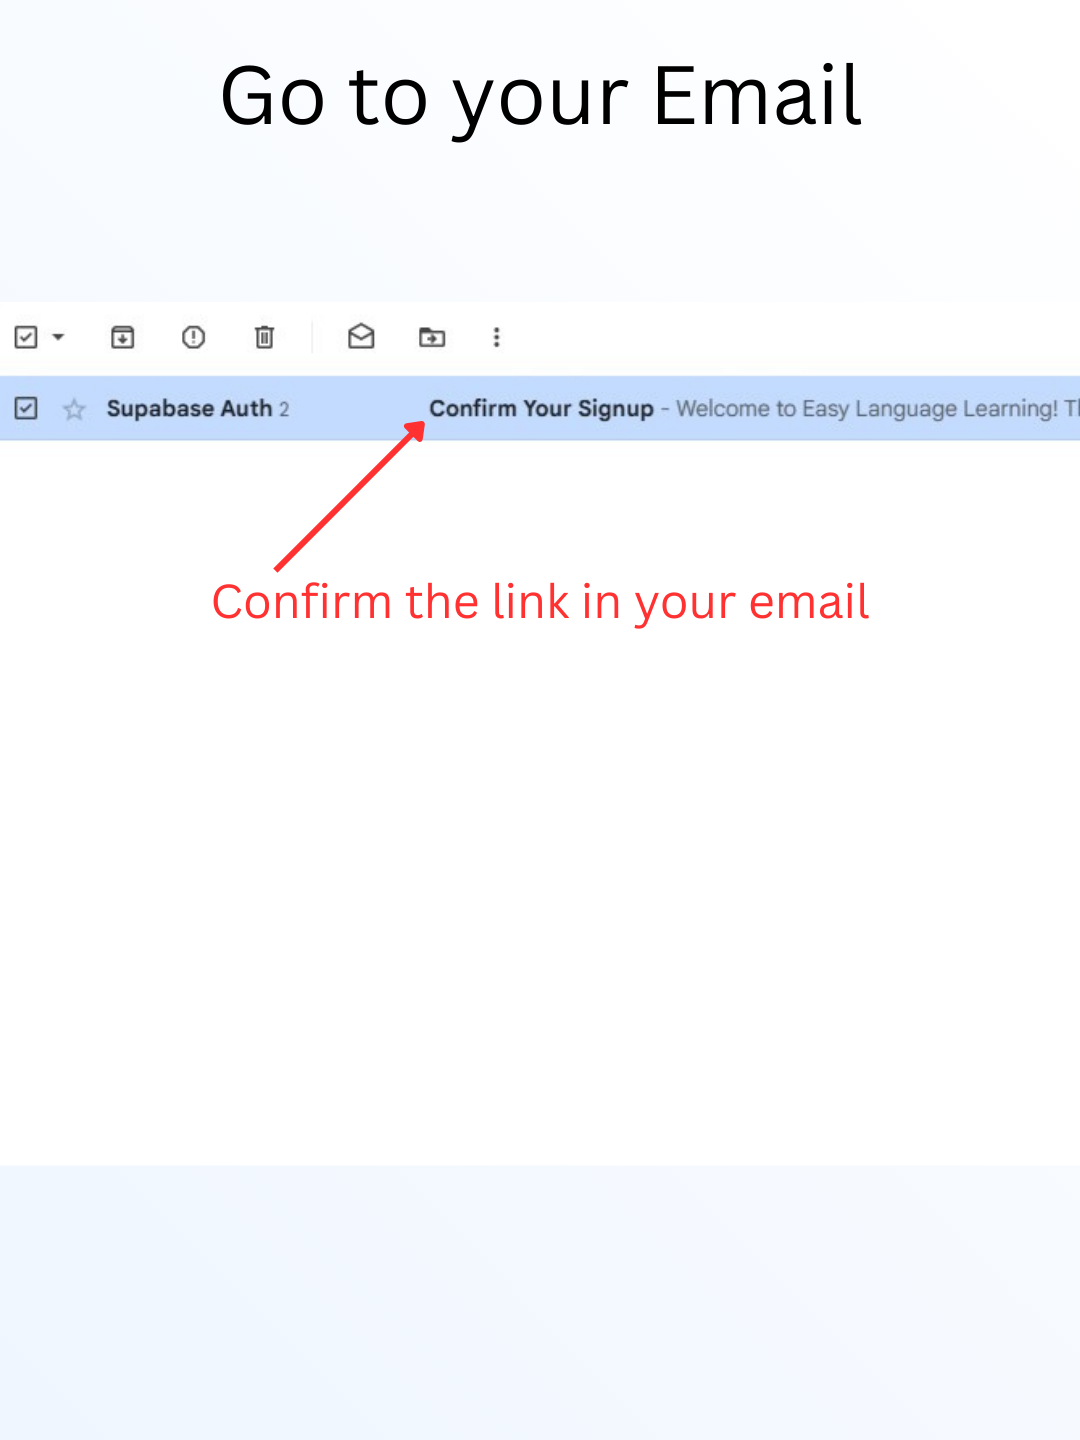 Go to your Email
Supabase Auth 2 Confirm Your Signup - Welcome to Easy Language Learning!
Confirm the link in your email